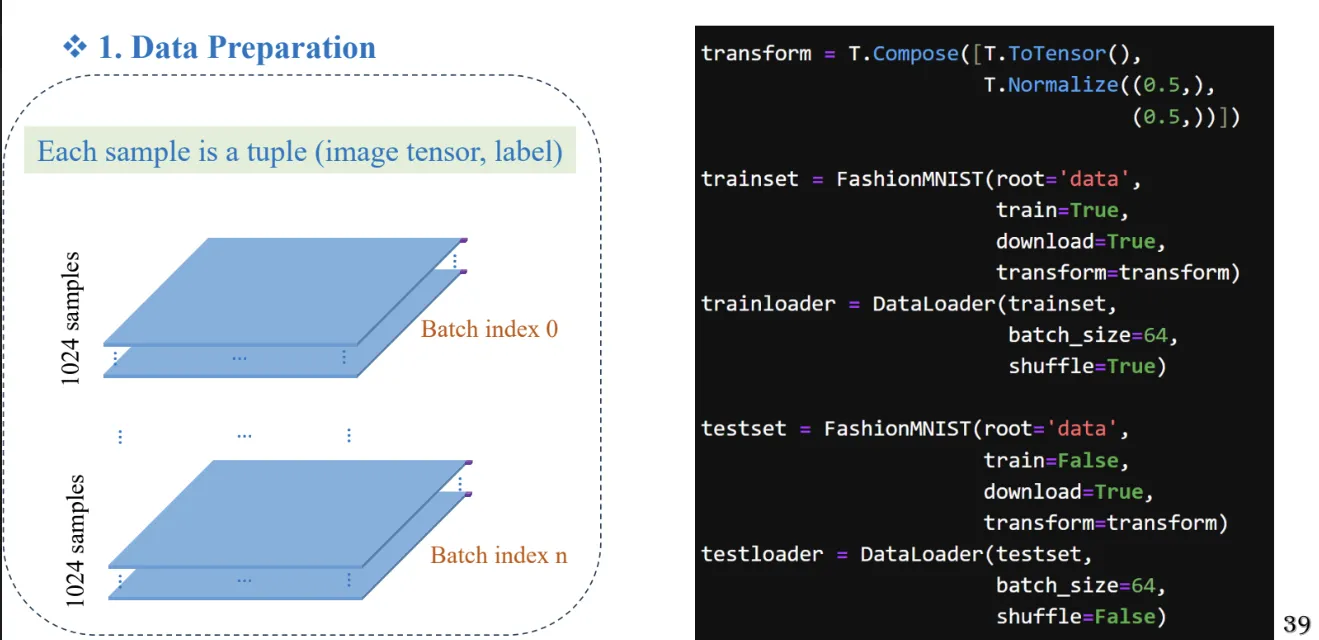 ❖ 1. Data Preparation
Each sample is a tuple (image tensor, label)
1024 samples
Batch index 0
1024 samples
Batch index n
transform = T.Compose([T.ToTensor(),
T.Normalize((0.5,),
(0.5,))])
trainset = FashionMNIST(root='data',
train=True,
download=True,
transform=transform)
trainloader = DataLoader(trainset,
batch_size=64,
shuffle=True)
testset = FashionMNIST(root='data',
train=False,
download=True,
transform=transform)
testloader = DataLoader(testset,
batch_size=64,
shuffle=False)
39